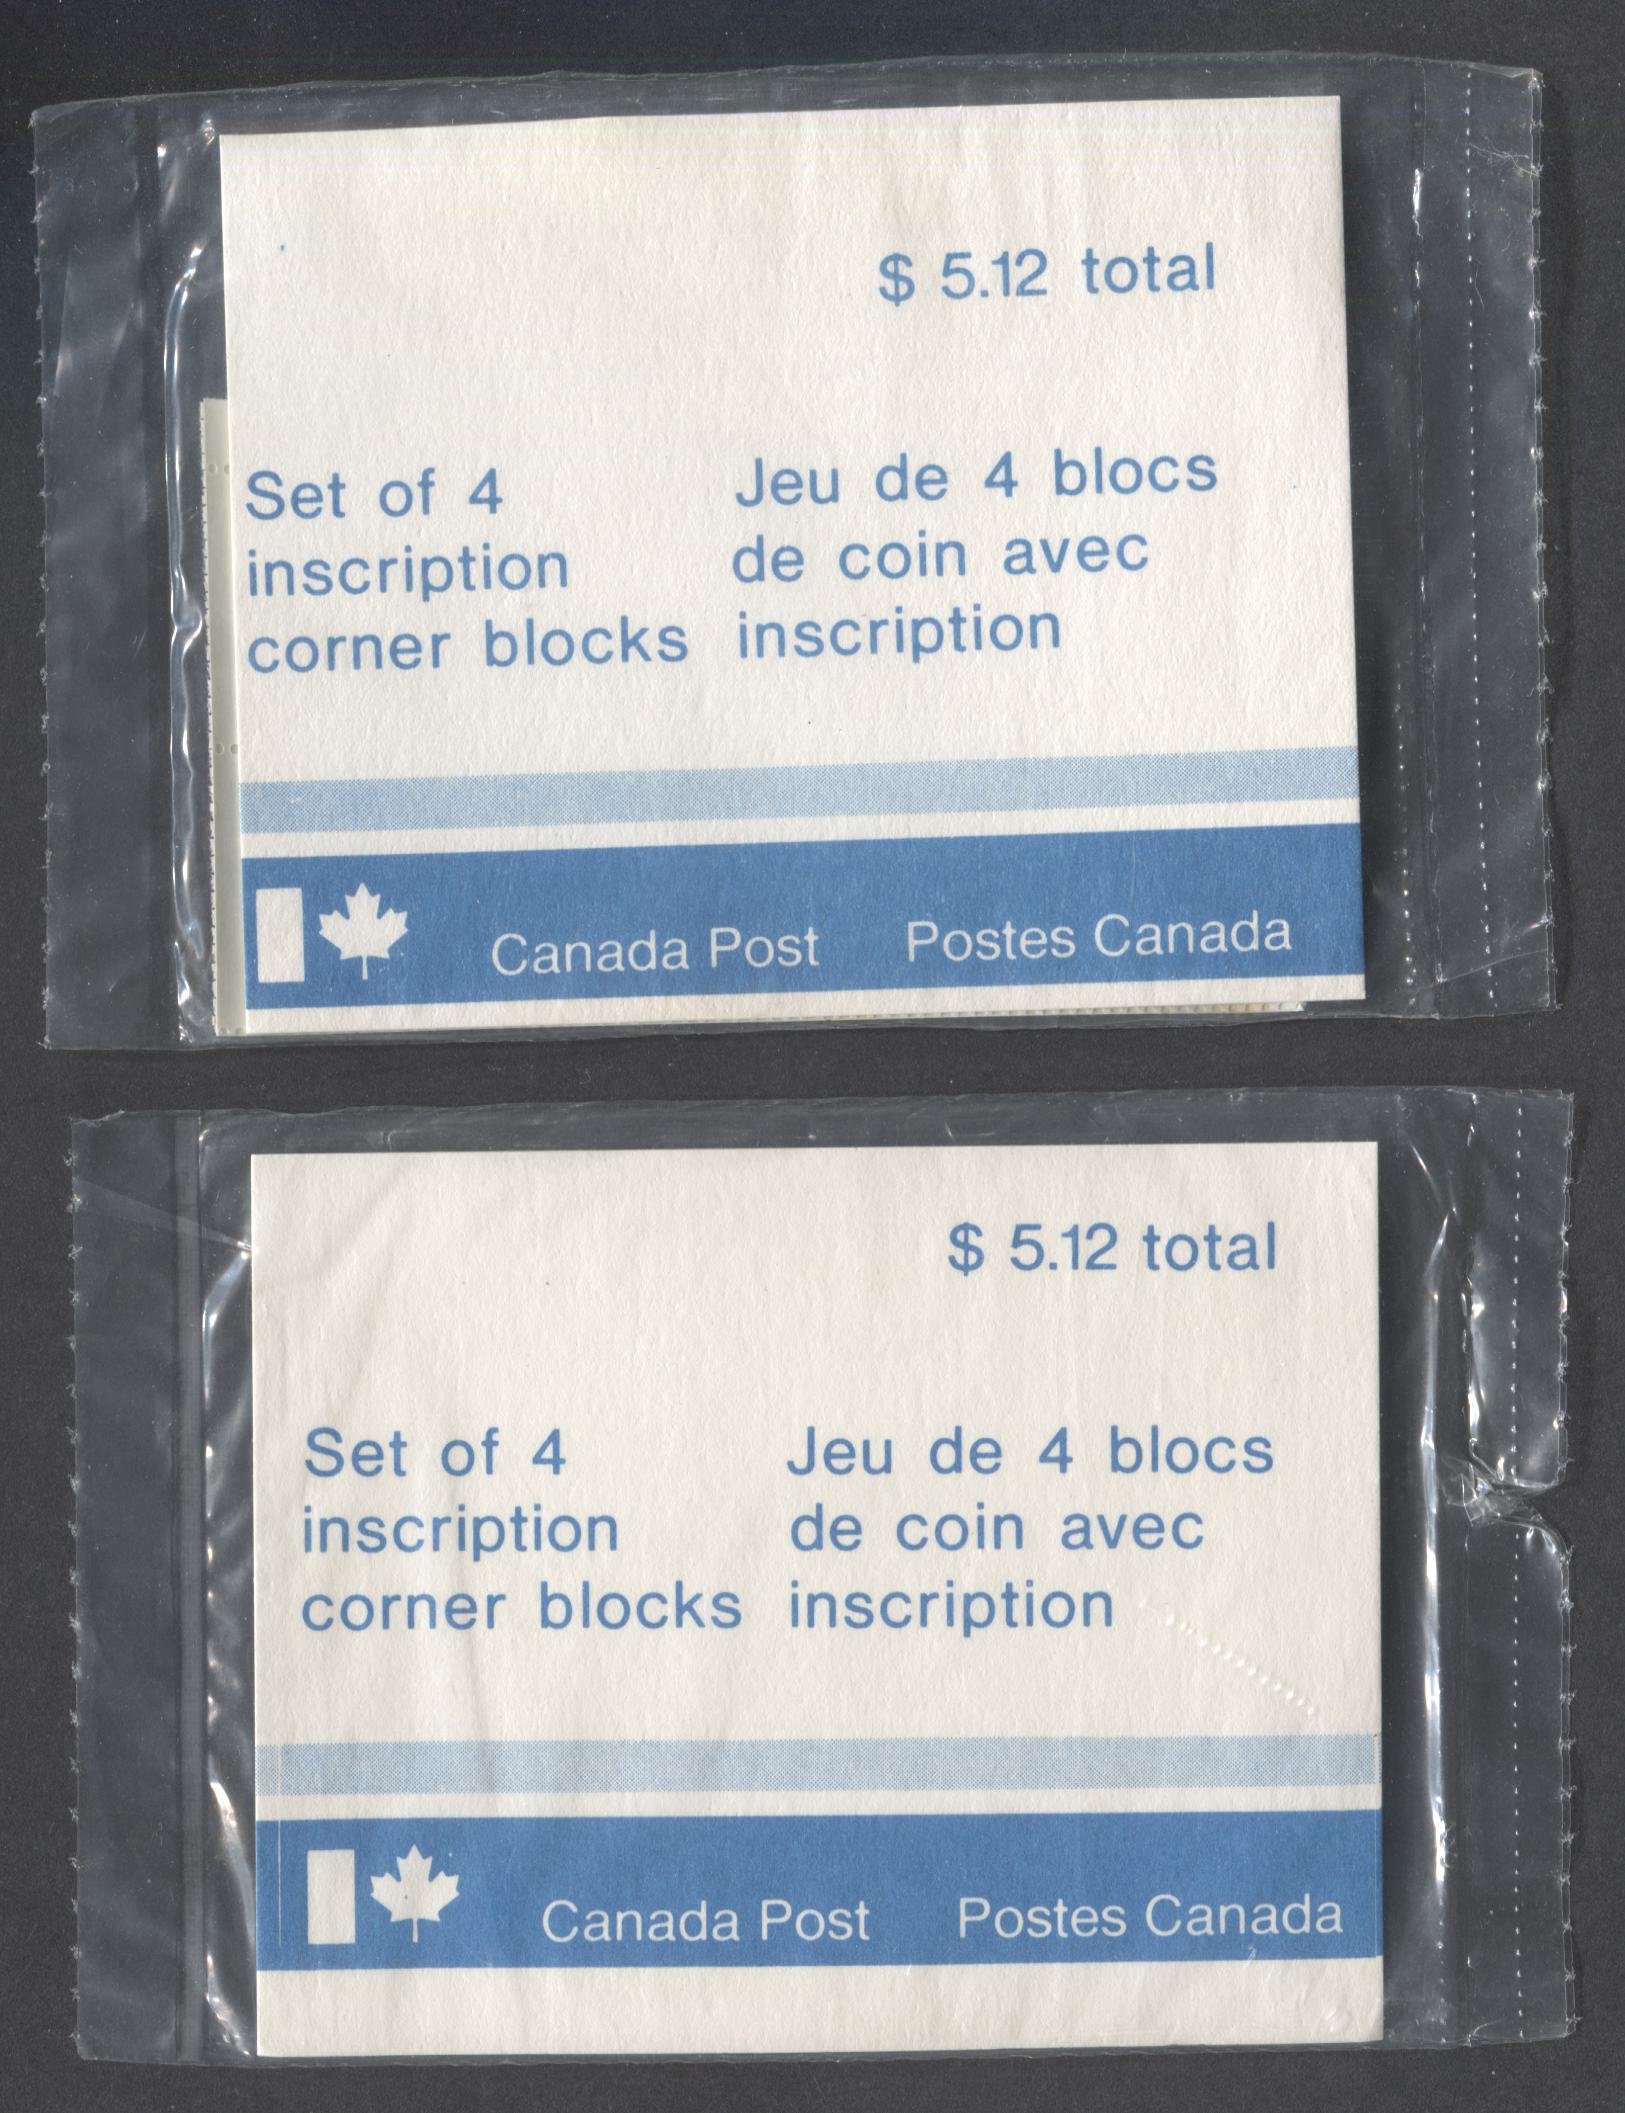 $ 5.12 total
Set of 4
inscription
corner blocks
Jeu de 4 blocs
de coin avec
inscription
Canada Post Postes Canada
$ 5.12 total
Set of 4
inscription
corner blocks
Jeu de 4 blocs
de coin avec
inscription
Canada Post Postes Canada